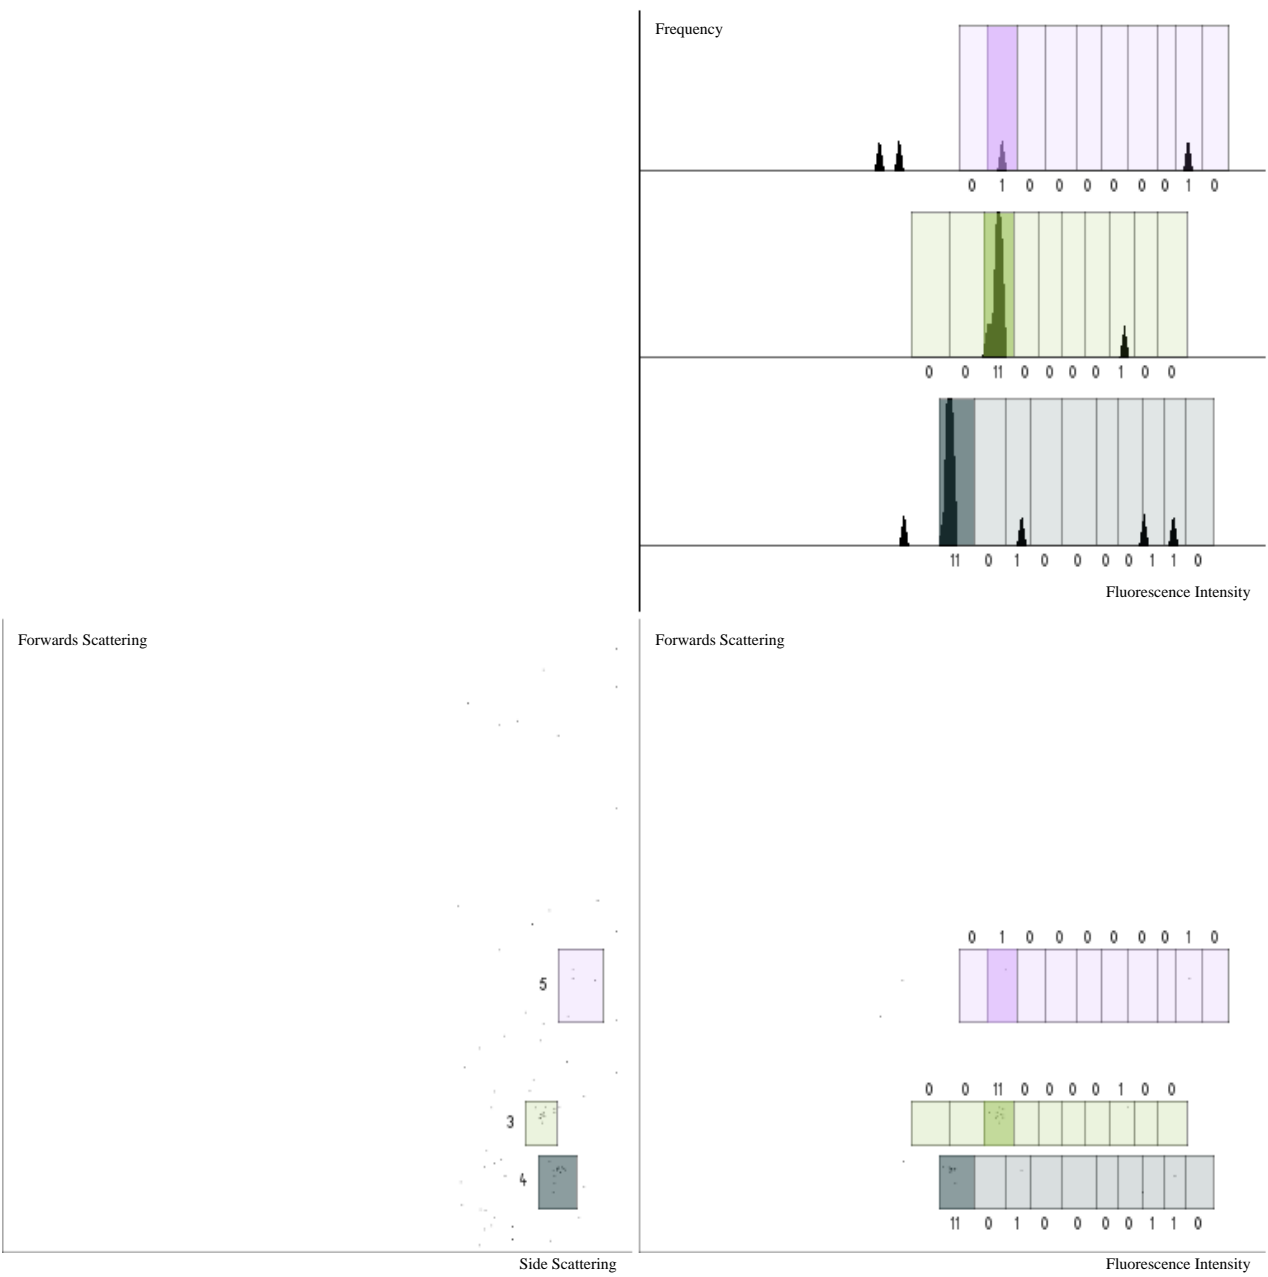 Frequency
0 1 0 0 0 0 0 0 1 0
0 0 11 0 0 0 0 1 0 0
11 0 1 0 0 0 0 1 1 0
Fluorescence Intensity
Forwards Scattering
5
3
4
Side Scattering
Forwards Scattering
0 1 0 0 0 0 0 0 1 0
0 0 11 0 0 0 0 1 0 0
11 0 1 0 0 0 0 1 1 0
Fluorescence Intensity